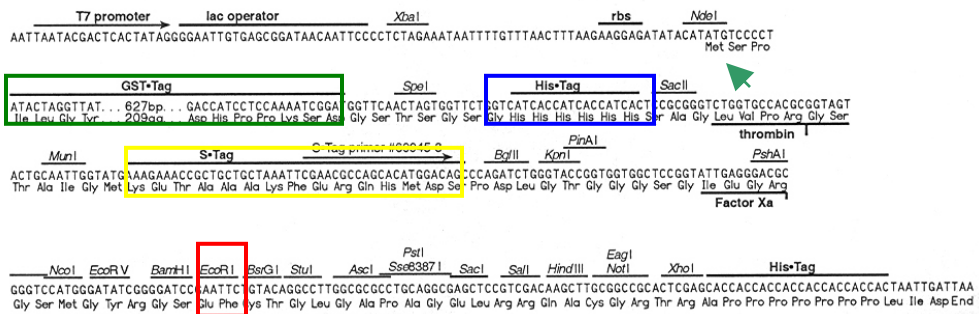 T7 promoter lac operator XbaI rbs NdeI
AATTAATACGACTCACTATAGGGGAATTGTGAGCGGATAACAATTCCCCTCTAGAAATAATTTTGTTTAACTTTAAGAAGGAGATATACATATGTCCCCT
Met Ser Pro
GST•Tag SpeI His•Tag SacII
ATACTAGGTTAT... 627bp... GACCATCCTCCAAAATCGGATGGTTCAACTAGTGGTTCTGGTCATCACCATCACCATCACTCCGCGGGTCTGGTGCCACGCGGTAGT
Ile Leu Gly Tyr... 209aa... Asp His Pro Pro Lys Ser Asp Gly Ser Thr Ser Gly Ser Gly His His His His His His Ser Ala Gly Leu Val Pro Arg Gly Ser
thrombin
PinAI
MunI S•Tag BglII KpnI PshAI
ACTGCAATTGGTATGAAAGAAACCGCTGCTGCTAAATTCGAACGCCAGCACATGGACAGCCCAGATCTGGGTACCGGTGGTGGCTCCGGTATTGAGGGACGC
Thr Ala Ile Gly Met Lys Glu Thr Ala Ala Ala Lys Phe Glu Arg Gln His Met Asp Ser Pro Asp Leu Gly Thr Gly Gly Gly Ser Gly Ile Glu Gly Arg
Factor Xa
PstI EagI
NcoI EcoRV BamHI EcoRI BsrGI StuI AscI Sse8387I SacI SalI HindIII NotI XhoI His•Tag
GGGTCCATGGGATATCGGGGATCCGAATTCTGTACAGGCCTTGGCGCGCCTGCAGGCGAGCTCCGTCGACAAGCTTGCGGCCGCACTCGAGCACCACCACCACCACCACCACCACTAATTGATTAA
Gly Ser Met Gly Tyr Arg Gly Ser Glu Phe Cys Thr Gly Leu Gly Ala Pro Ala Gly Glu Leu Arg Arg Gln Ala Cys Gly Arg Thr Arg Ala Pro Pro Pro Pro Pro Pro Pro Pro Leu Ile Asp End